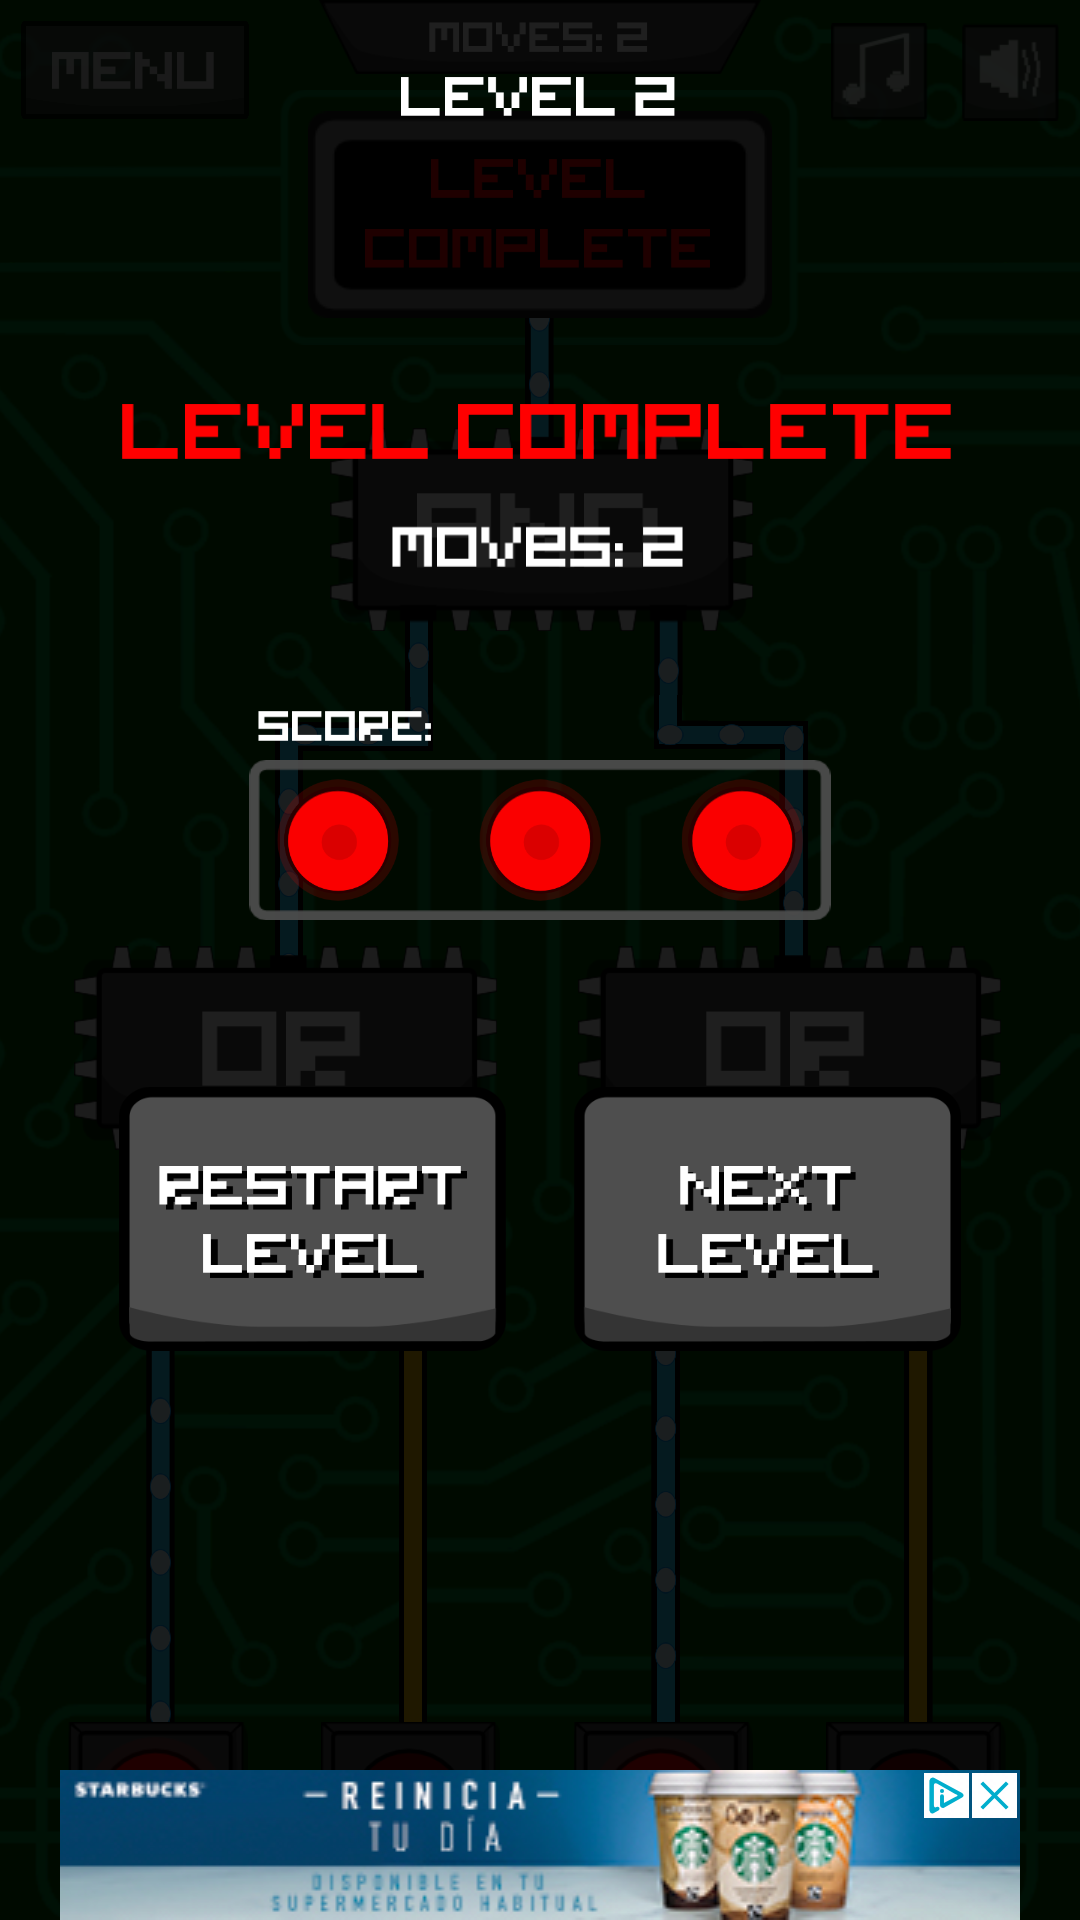 MOVES: 2
MENU
LEVEL 2
LEVEL
COMPLETE
LEVEL COMPLETE
AND
MOVES: 2
SCORE:
OR
OR
RESTART
LEVEL
NEXT
LEVEL
STARBUCKS
—REINICIA—
TU DÍA
DISPONIBLE EN TU
SUPERMERCADO HABITUAL